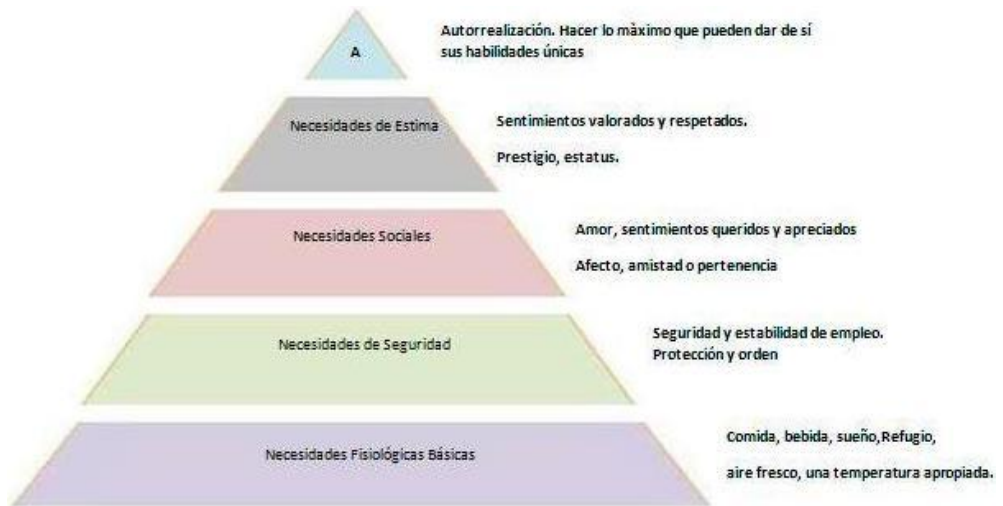 Autorrealización. Hacer lo màximo que pueden dar de sí
sus habilidades únicas
A
Necesidades de Estima
Sentimientos valorados y respetados.
Prestigio, estatus.
Necesidades Sociales
Amor, sentimientos queridos y apreciados
Afecto, amistad o pertenencia
Necesidades de Seguridad
Seguridad y estabilidad de empleo.
Protección y orden
Necesidades Fisiológicas Básicas
Comida, bebida, sueño,Refugio,
aire fresco, una temperatura apropiada.